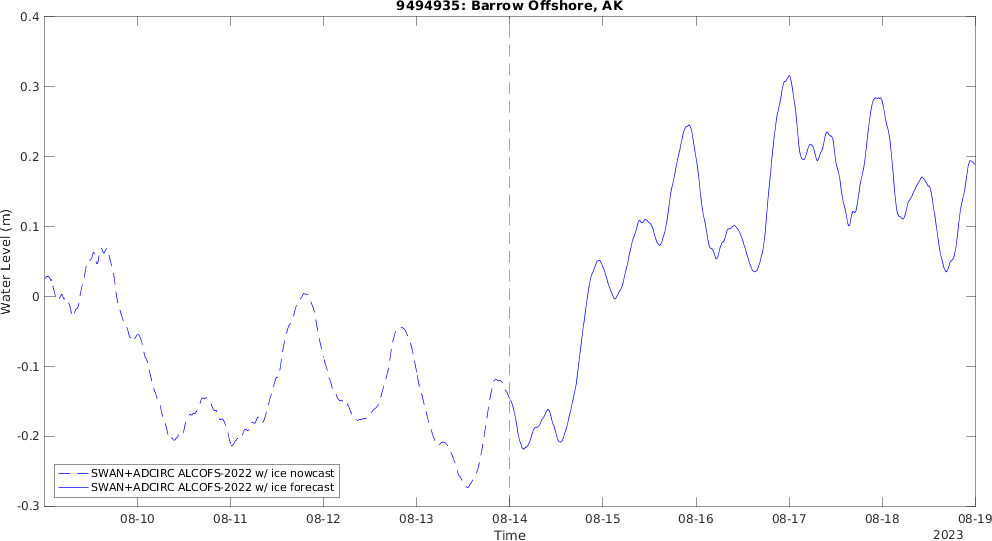 9494935: Barrow Offshore, AK
0.4
0.3
0.2
0.1
0
-0.1
-0.2
-0.3
Water Level (m)
SWAN+ADCIRC ALCOFS-2022 w/ ice nowcast
SWAN+ADCIRC ALCOFS-2022 w/ ice forecast
08-10 08-11 08-12 08-13 08-14 08-15 08-16 08-17 08-18 08-19
Time
2023